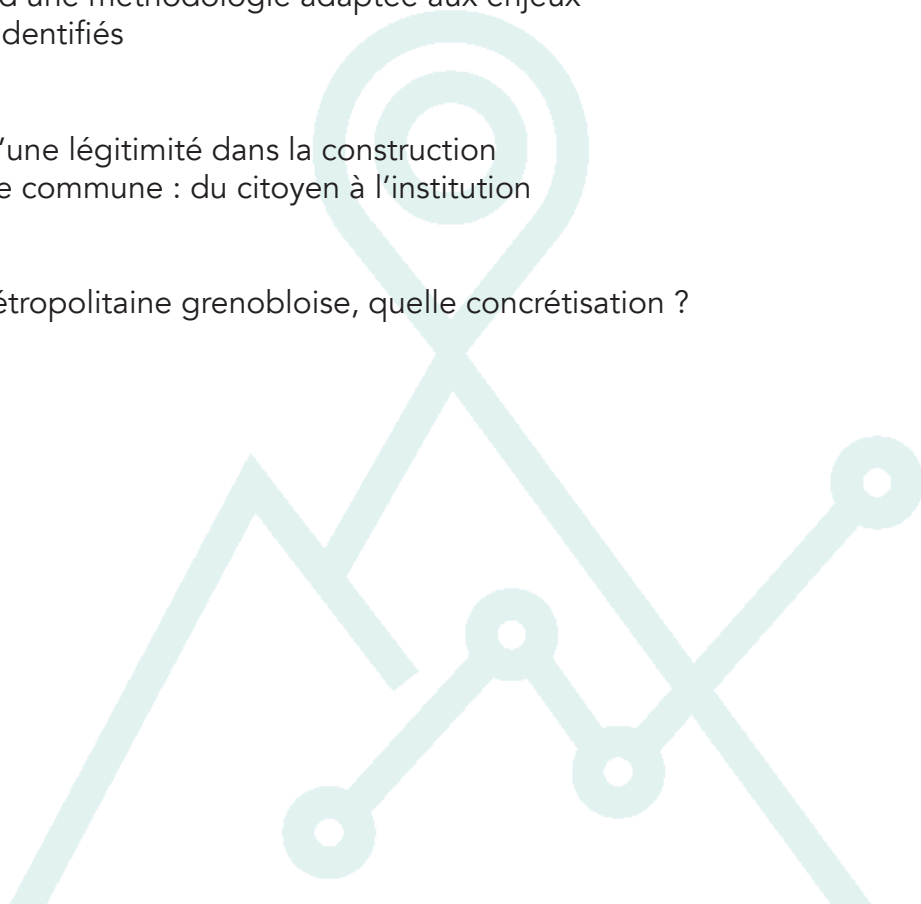 d'une méthodologie adaptée aux enjeux
dentifiés
'une légitimité dans la construction
e commune : du citoyen à l'institution
étropolitaine grenobloise, quelle concrétisation ?